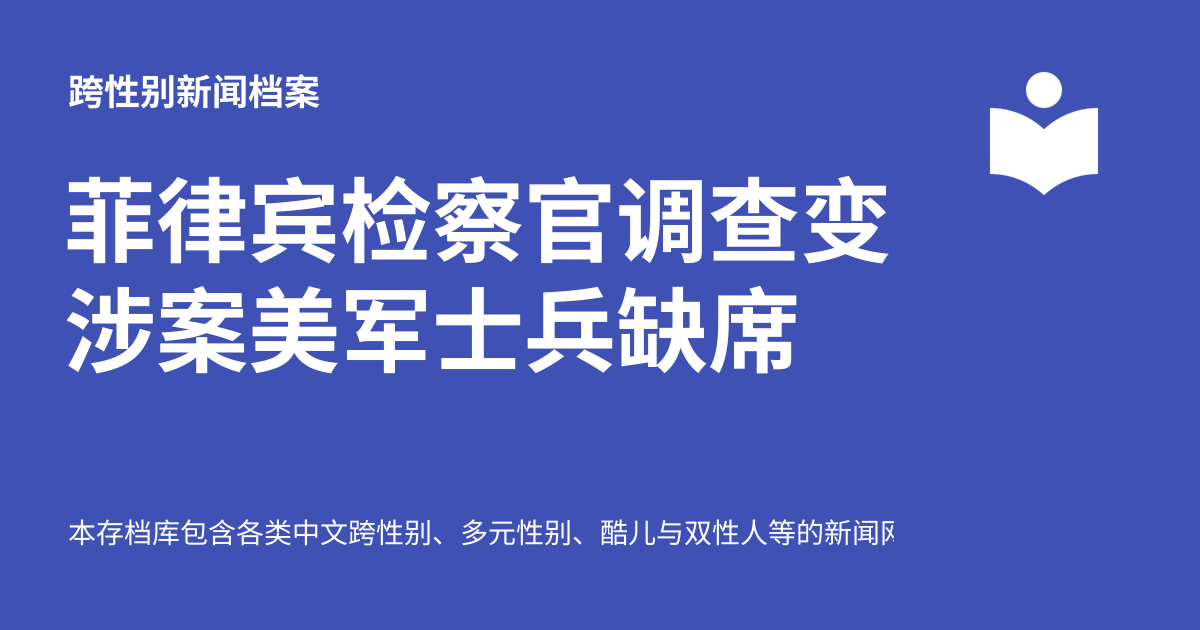 跨性别新闻档案
菲律宾检察官调查变
涉案美军士兵缺席
本存档库包含各类中文跨性别、多元性别、酷儿与双性人等的新闻